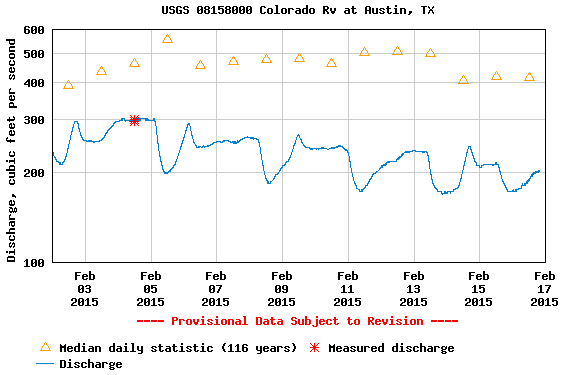 USGS 08158000 Colorado Rv at Austin, TX
Discharge, cubic feet per second
600
500
400
300
200
100
Feb 03 2015
Feb 05 2015
Feb 07 2015
Feb 09 2015
Feb 11 2015
Feb 13 2015
Feb 15 2015
Feb 17 2015
---- Provisional Data Subject to Revision ----
Median daily statistic (116 years)
Measured discharge
Discharge